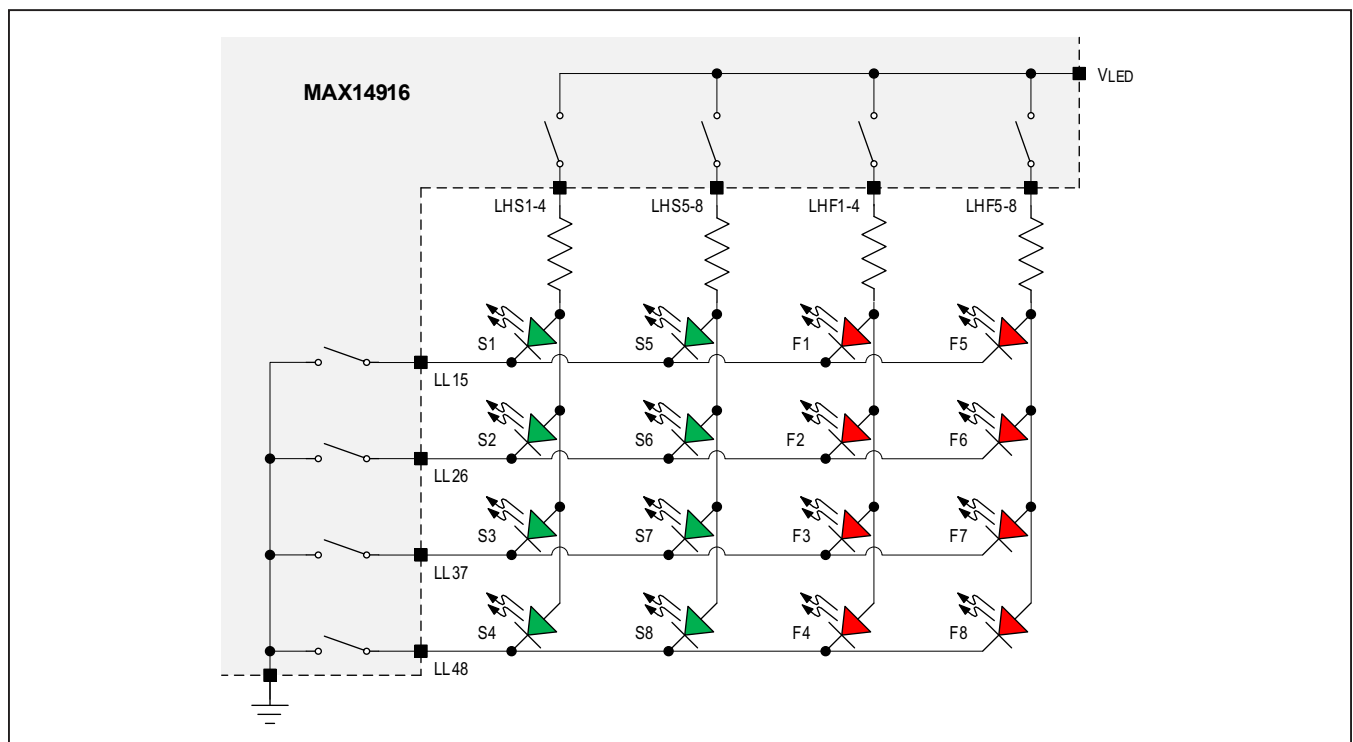 MAX14916
VLED
LHS1-4 LHS5-8 LHF1-4 LHF5-8
S1 S5 F1 F5
LL15
S2 S6 F2 F6
LL26
S3 S7 F3 F7
LL37
S4 S8 F4 F8
LL48